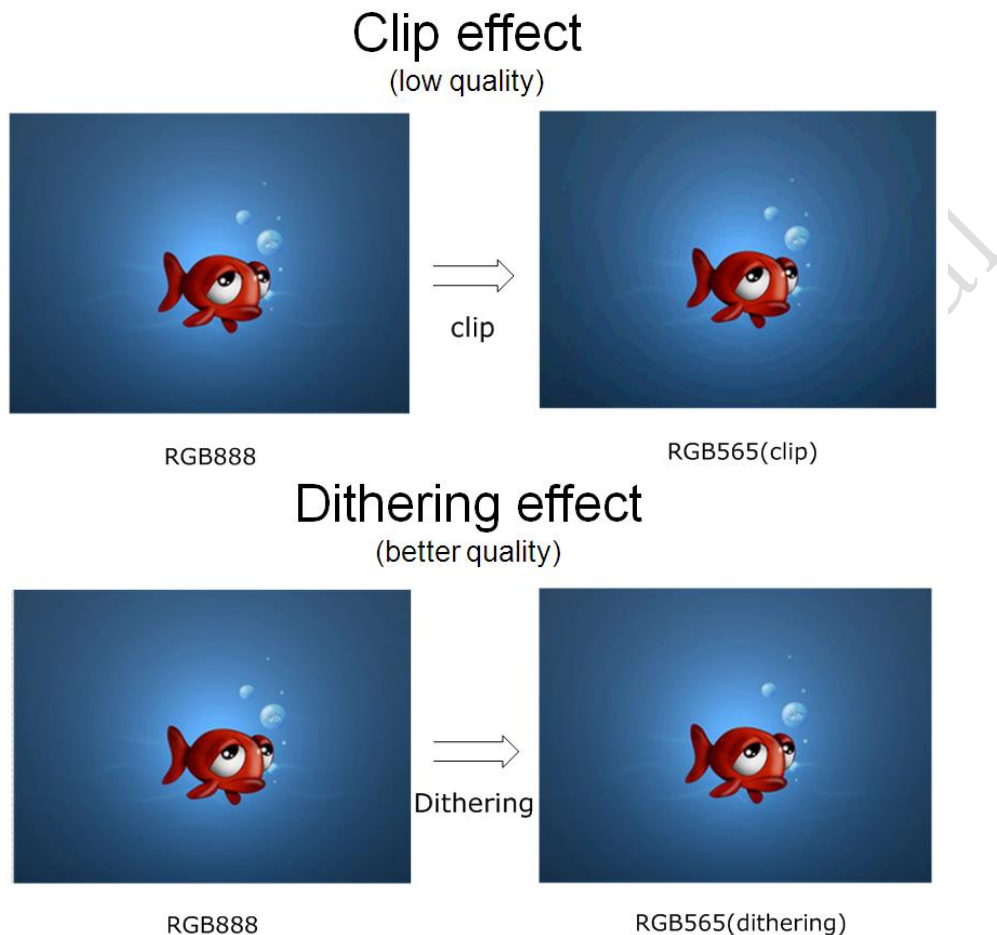 Clip effect
(low quality)
clip
RGB888
RGB565(clip)
Dithering effect
(better quality)
Dithering
RGB888
RGB565(dithering)